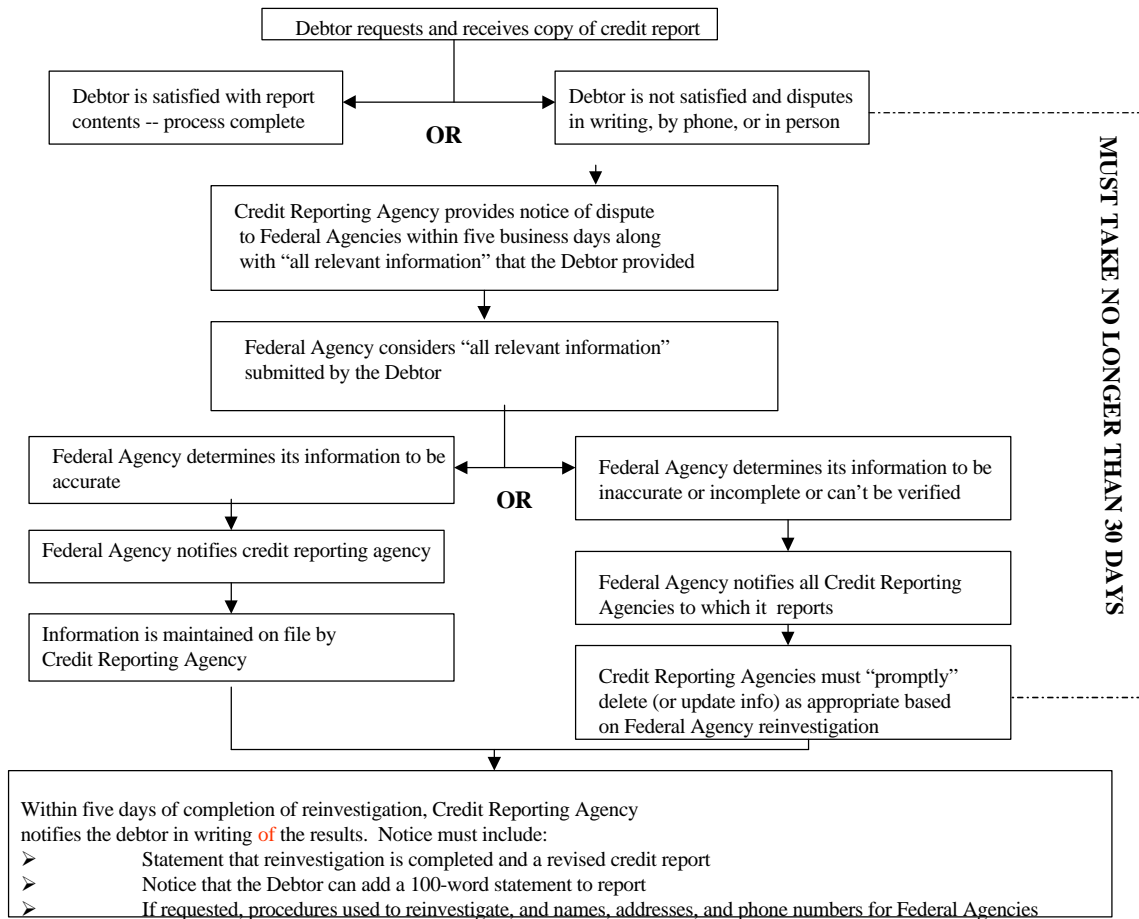 Debtor requests and receives copy of credit report
Debtor is satisfied with report
contents -- process complete
OR
Debtor is not satisfied and disputes
in writing, by phone, or in person
MUST TAKE NO LONGER THAN 30 DAYS
Credit Reporting Agency provides notice of dispute
to Federal Agencies within five business days along
with “all relevant information” that the Debtor provided
Federal Agency considers “all relevant information”
submitted by the Debtor
Federal Agency determines its information to be
accurate
OR
Federal Agency determines its information to be
inaccurate or incomplete or can’t be verified
Federal Agency notifies credit reporting agency
Federal Agency notifies all Credit Reporting
Agencies to which it reports
Information is maintained on file by
Credit Reporting Agency
Credit Reporting Agencies must “promptly”
delete (or update info) as appropriate based
on Federal Agency reinvestigation
Within five days of completion of reinvestigation, Credit Reporting Agency
notifies the debtor in writing of the results. Notice must include:
➢ Statement that reinvestigation is completed and a revised credit report
➢ Notice that the Debtor can add a 100-word statement to report
➢ If requested, procedures used to reinvestigate, and names, addresses, and phone numbers for Federal Agencies